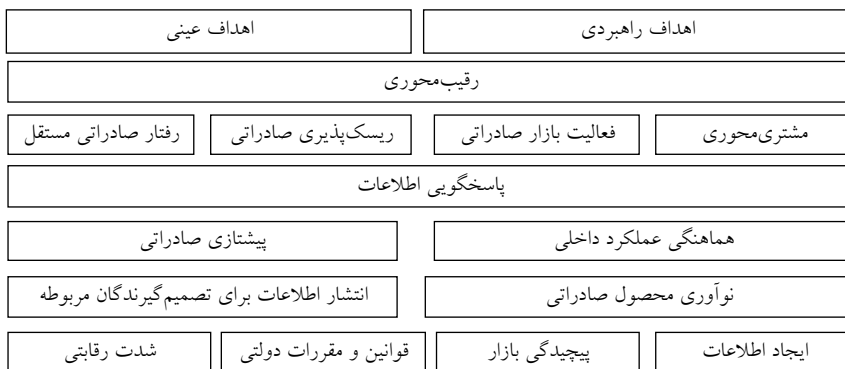 اهداف راهبردی
اهداف عینی
رقیب‌محوری
مشتری‌محوری
فعالیت بازار صادراتی
ریسک‌پذیری صادراتی
رفتار صادراتی مستقل
پاسخگویی اطلاعات
هماهنگی عملکرد داخلی
پیشتازی صادراتی
نوآوری محصول صادراتی
انتشار اطلاعات برای تصمیم‌گیرندگان مربوطه
ایجاد اطلاعات
پیچیدگی بازار
قوانین و مقررات دولتی
شدت رقابتی